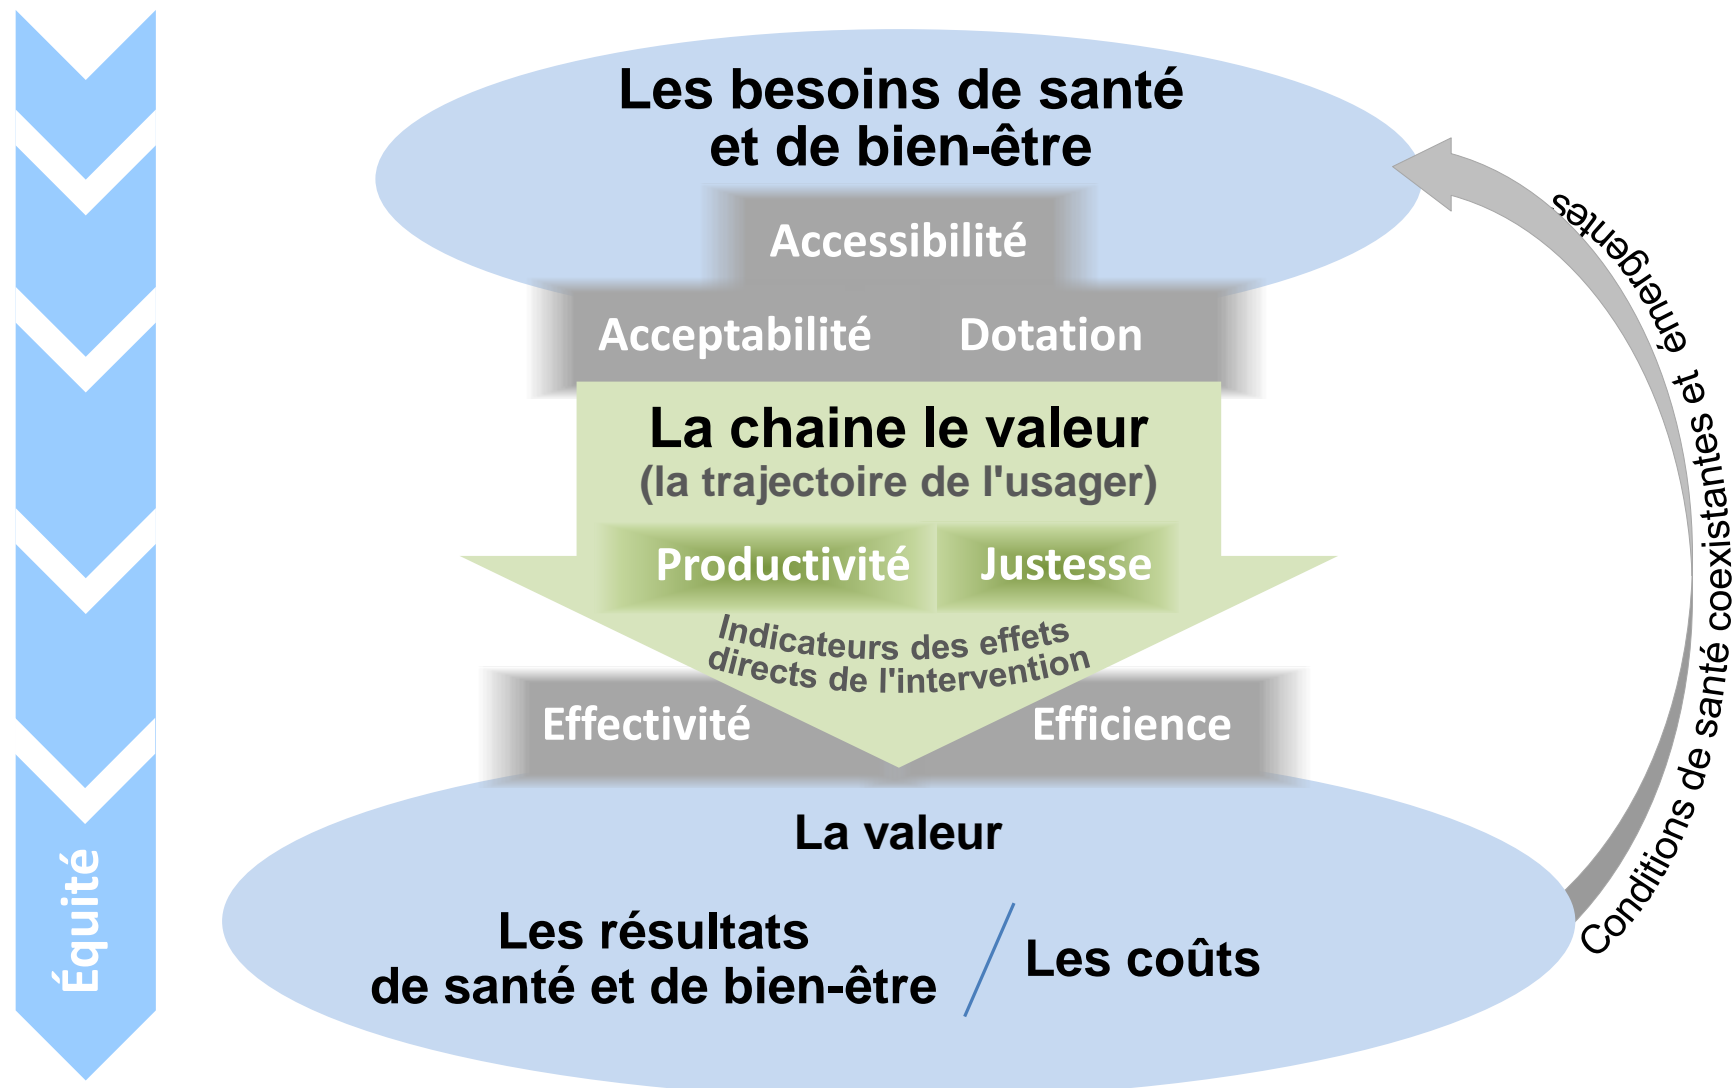 Les besoins de santé
et de bien-être
Accessibilité
Acceptabilité
Dotation
La chaine le valeur
(la trajectoire de l'usager)
Productivité
Justesse
Indicateurs des effets
directs de l'intervention
Effectivité
Efficience
La valeur
Les résultats
de santé et de bien-être
Les coûts
Équité
Conditions de santé coexistantes et émergentes